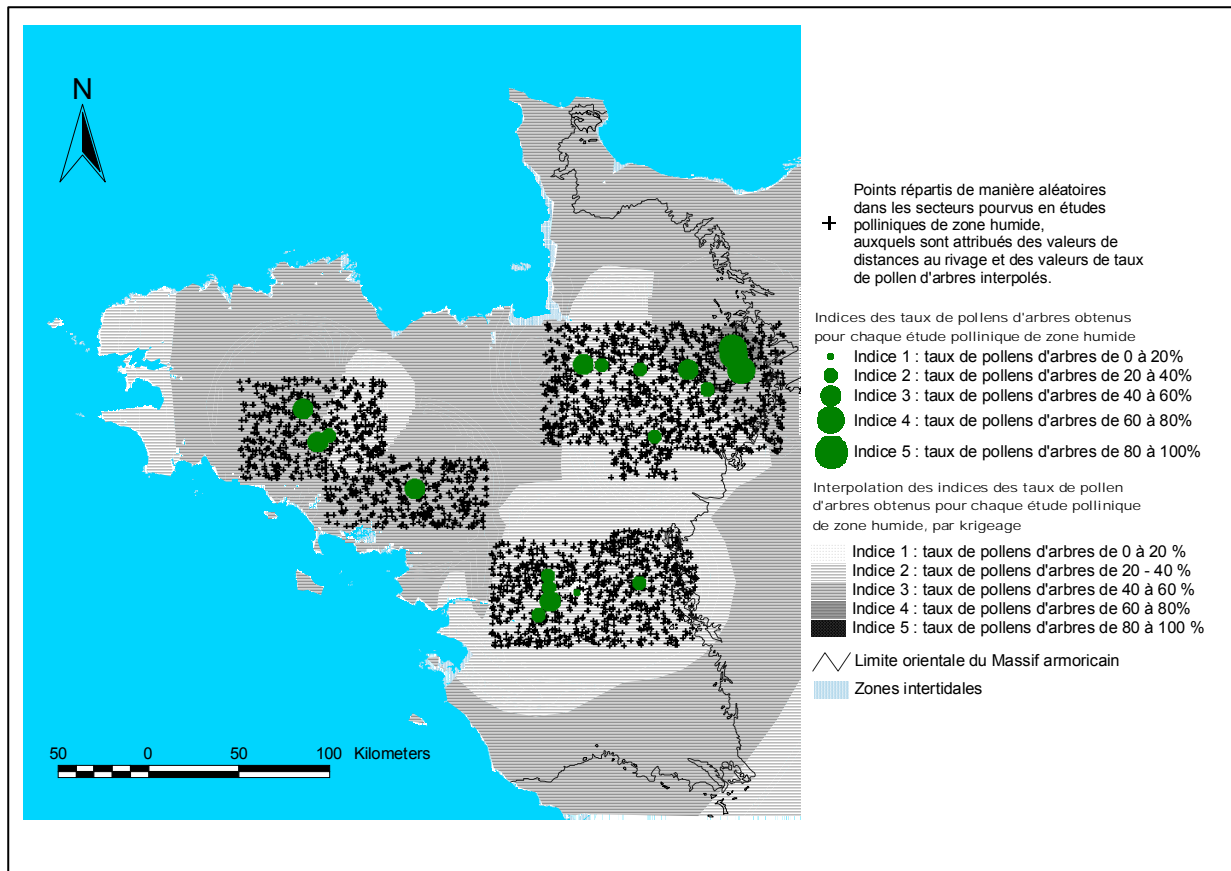 N
Points répartis de manière aléatoires
dans les secteurs pourvus en études
polliniques de zone humide,
auxquels sont attribués des valeurs de
distances au rivage et des valeurs de taux
de pollen d'arbres interpolés.
Indices des taux de pollens d'arbres obtenus
pour chaque étude pollinique de zone humide
Indice 1 : taux de pollens d'arbres de 0 à 20%
Indice 2 : taux de pollens d'arbres de 20 à 40%
Indice 3 : taux de pollens d'arbres de 40 à 60%
Indice 4 : taux de pollens d'arbres de 60 à 80%
Indice 5 : taux de pollens d'arbres de 80 à 100%
Interpolation des indices des taux de pollen
d'arbres obtenus pour chaque étude pollinique
de zone humide, par krigeage
Indice 1 : taux de pollens d'arbres de 0 à 20 %
Indice 2 : taux de pollens d'arbres de 20 - 40 %
Indice 3 : taux de pollens d'arbres de 40 à 60 %
Indice 4 : taux de pollens d'arbres de 60 à 80%
Indice 5 : taux de pollens d'arbres de 80 à 100 %
Limite orientale du Massif armoricain
Zones intertidales
50 0 50 100 Kilometers